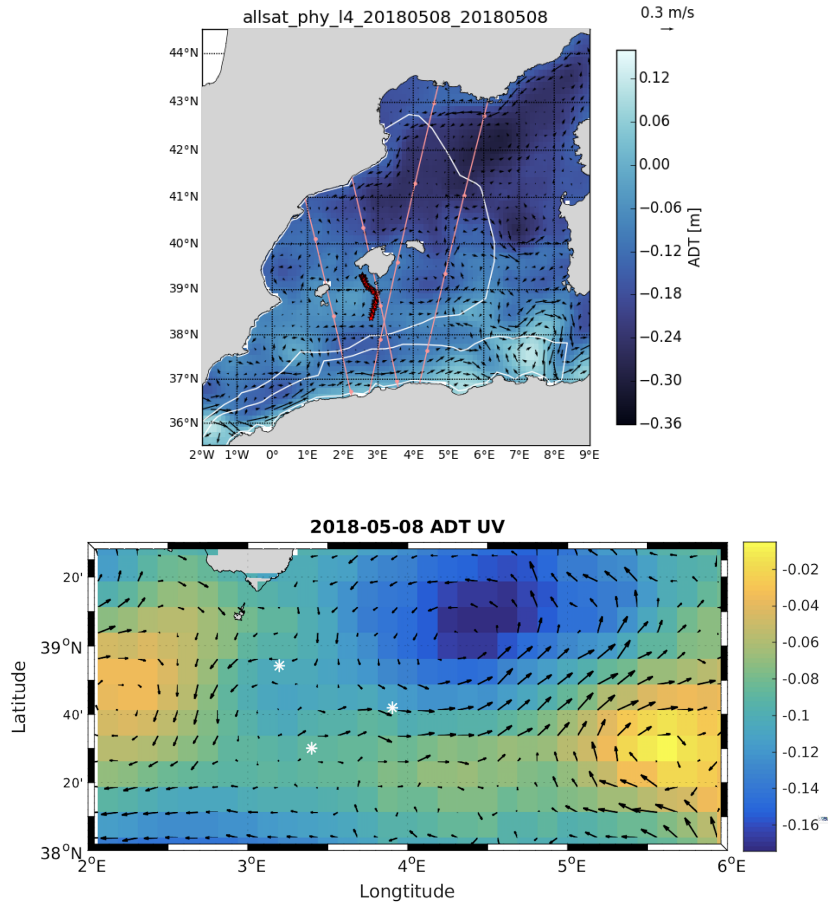 allsat_phy_l4_20180508_20180508
0.3 m/s
44°N
43°N
42°N
41°N
40°N
39°N
38°N
37°N
36°N
2°W 1°W 0° 1°E 2°E 3°E 4°E 5°E 6°E 7°E 8°E 9°E
0.12
0.06
0.00
−0.06
−0.12
−0.18
−0.24
−0.30
−0.36
ADT [m]
2018-05-08 ADT UV
20'
39°N
40'
20'
38°N
Latitude
2°E 3°E 4°E 5°E 6°E
Longtitude
-0.02
-0.04
-0.06
-0.08
-0.1
-0.12
-0.14
-0.16